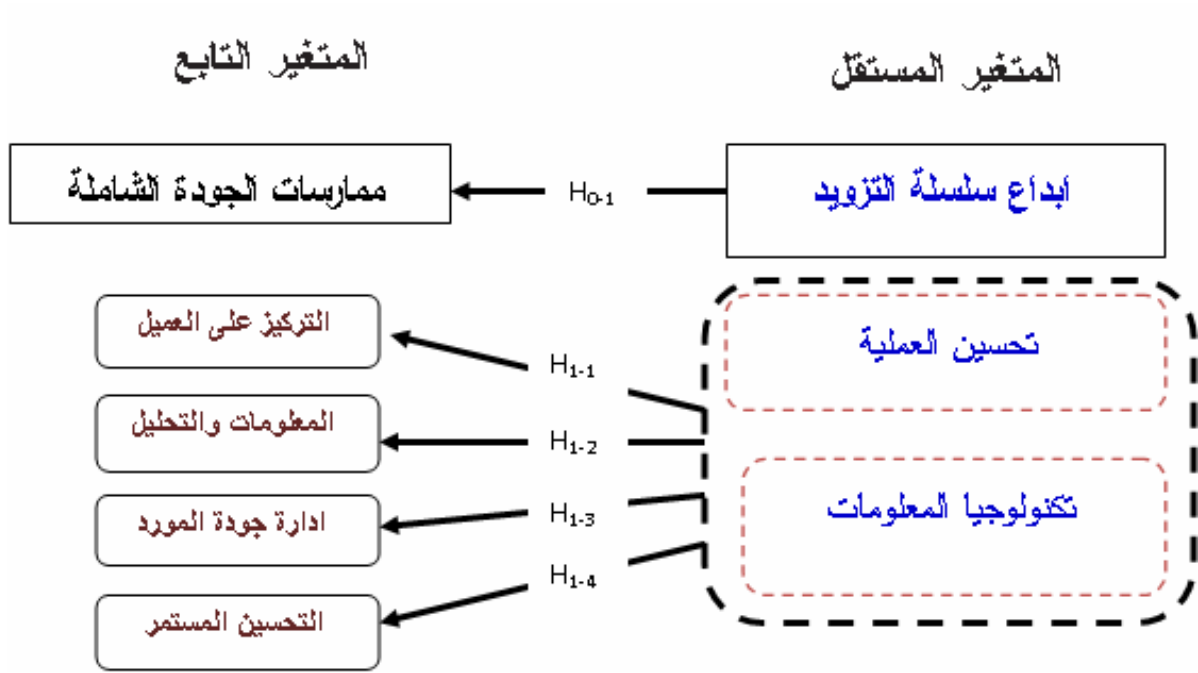 المتغير المستقل
المتغير التابع
ابداع سلسلة التزويد
H0-1
ممارسات الجودة الشاملة
تحسين العملية
تكنولوجيا المعلومات
H1-1
التركيز على العميل
H1-2
المعلومات والتحليل
H1-3
ادارة جودة المورد
H1-4
التحسين المستمر